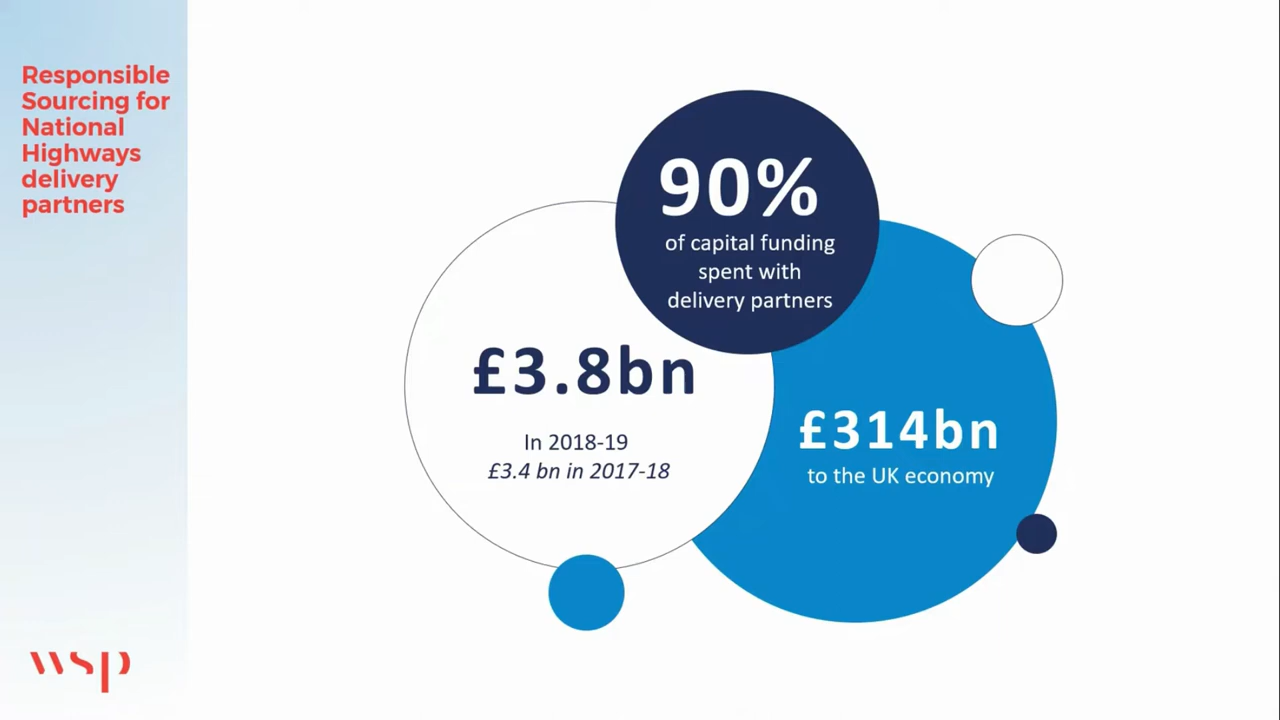 Responsible
Sourcing for
National
Highways
delivery
partners
90%
of capital funding
spent with
delivery partners
£3.8bn
In 2018-19
£3.4 bn in 2017-18
£314bn
to the UK economy
wsp